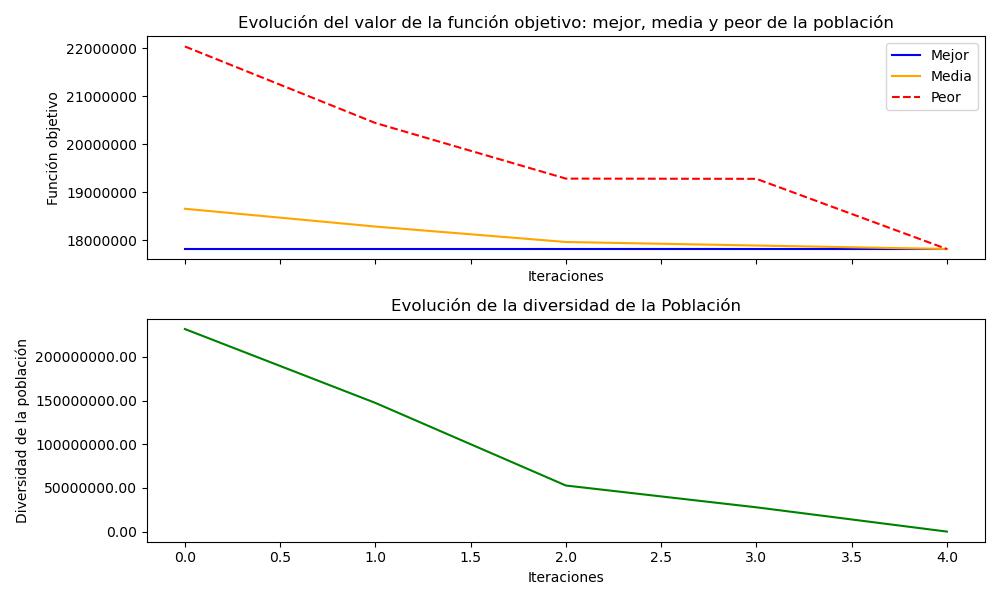 Evolución del valor de la función objetivo: mejor, media y peor de la población
22000000
21000000
20000000
19000000
18000000
Función objetivo
Mejor
Media
Peor
Iteraciones
Evolución de la diversidad de la Población
200000000.00
150000000.00
100000000.00
50000000.00
0.00
Diversidad de la población
0.0 0.5 1.0 1.5 2.0 2.5 3.0 3.5 4.0
Iteraciones